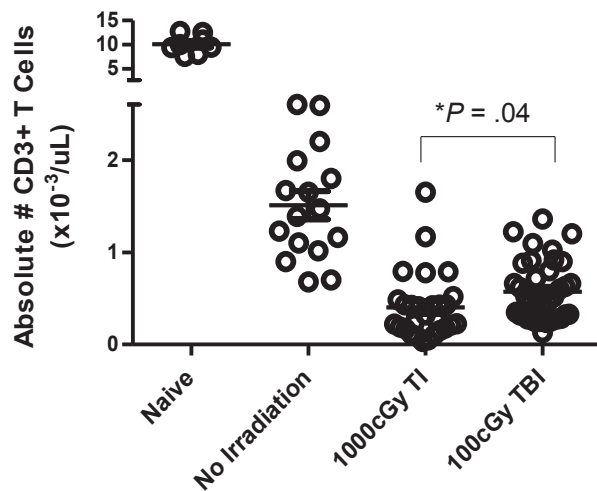 Absolute # CD3+ T Cells
(x10⁻³/uL)
15
10
5
2
1
0
*P = .04
Naive
No Irradiation
1000cGy TI
100cGy TBI